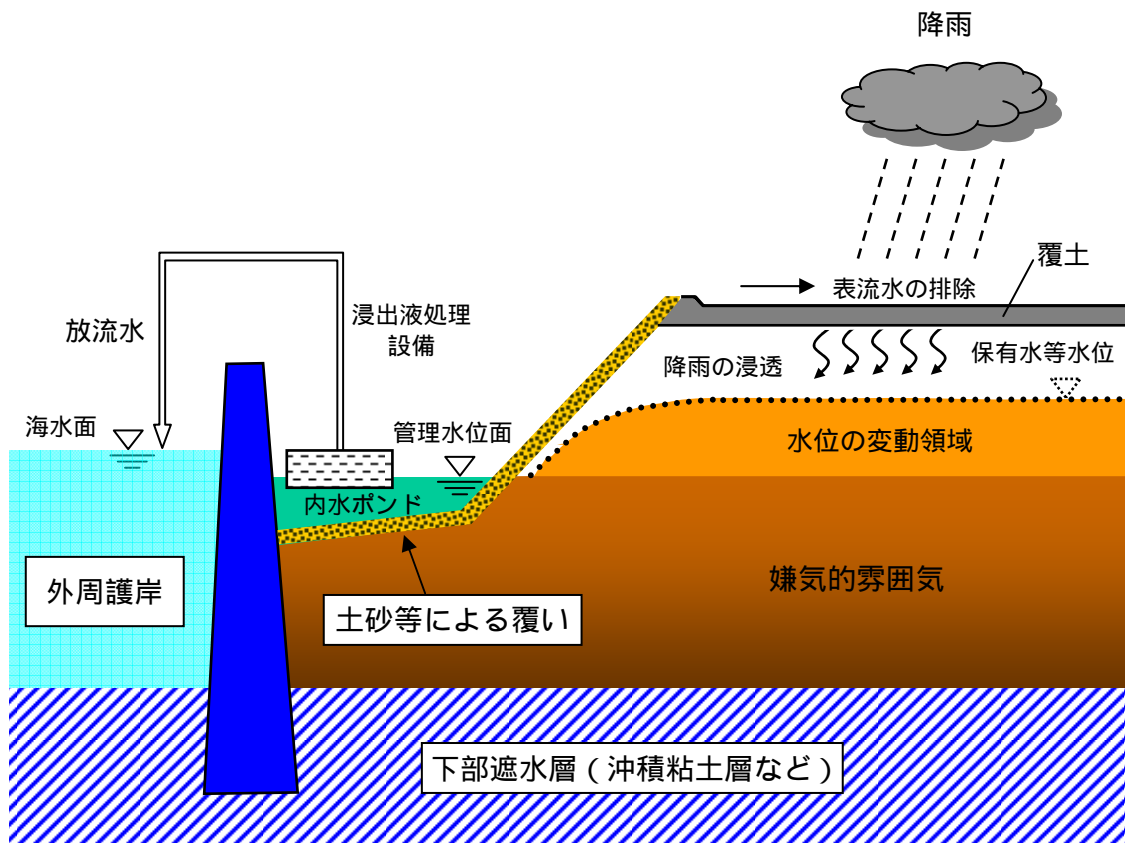 降雨
覆土
表流水の排除
放流水
浸出液処理
設備
降雨の浸透
保有水等水位
海水面
管理水位面
水位の変動領域
内水ポンド
外周護岸
嫌気的雰囲気
土砂等による覆い
下部遮水層（沖積粘土層など）